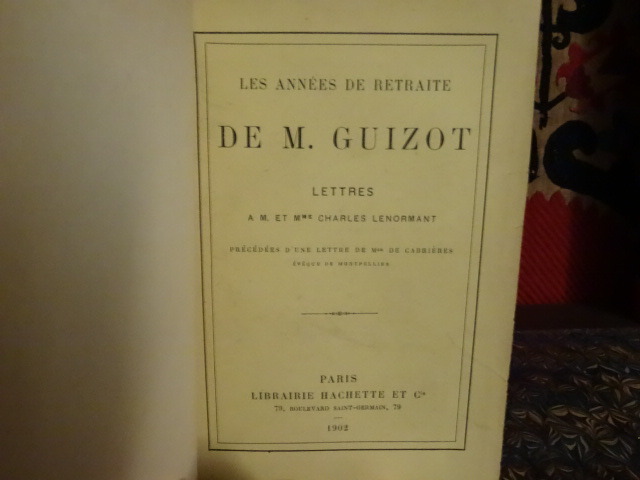 LES ANNÉES DE RETRAITE
DE M. GUIZOT
LETTRES
A M. ET Mme CHARLES LENORMANT
PRÉCÉDÉES D'UNE LETTRE DE Mgr DE CABRIÈRES
ÉVÊQUE DE MONTPELLIER
PARIS
LIBRAIRIE HACHETTE ET Cie
79, BOULEVARD SAINT-GERMAIN, 79
1902